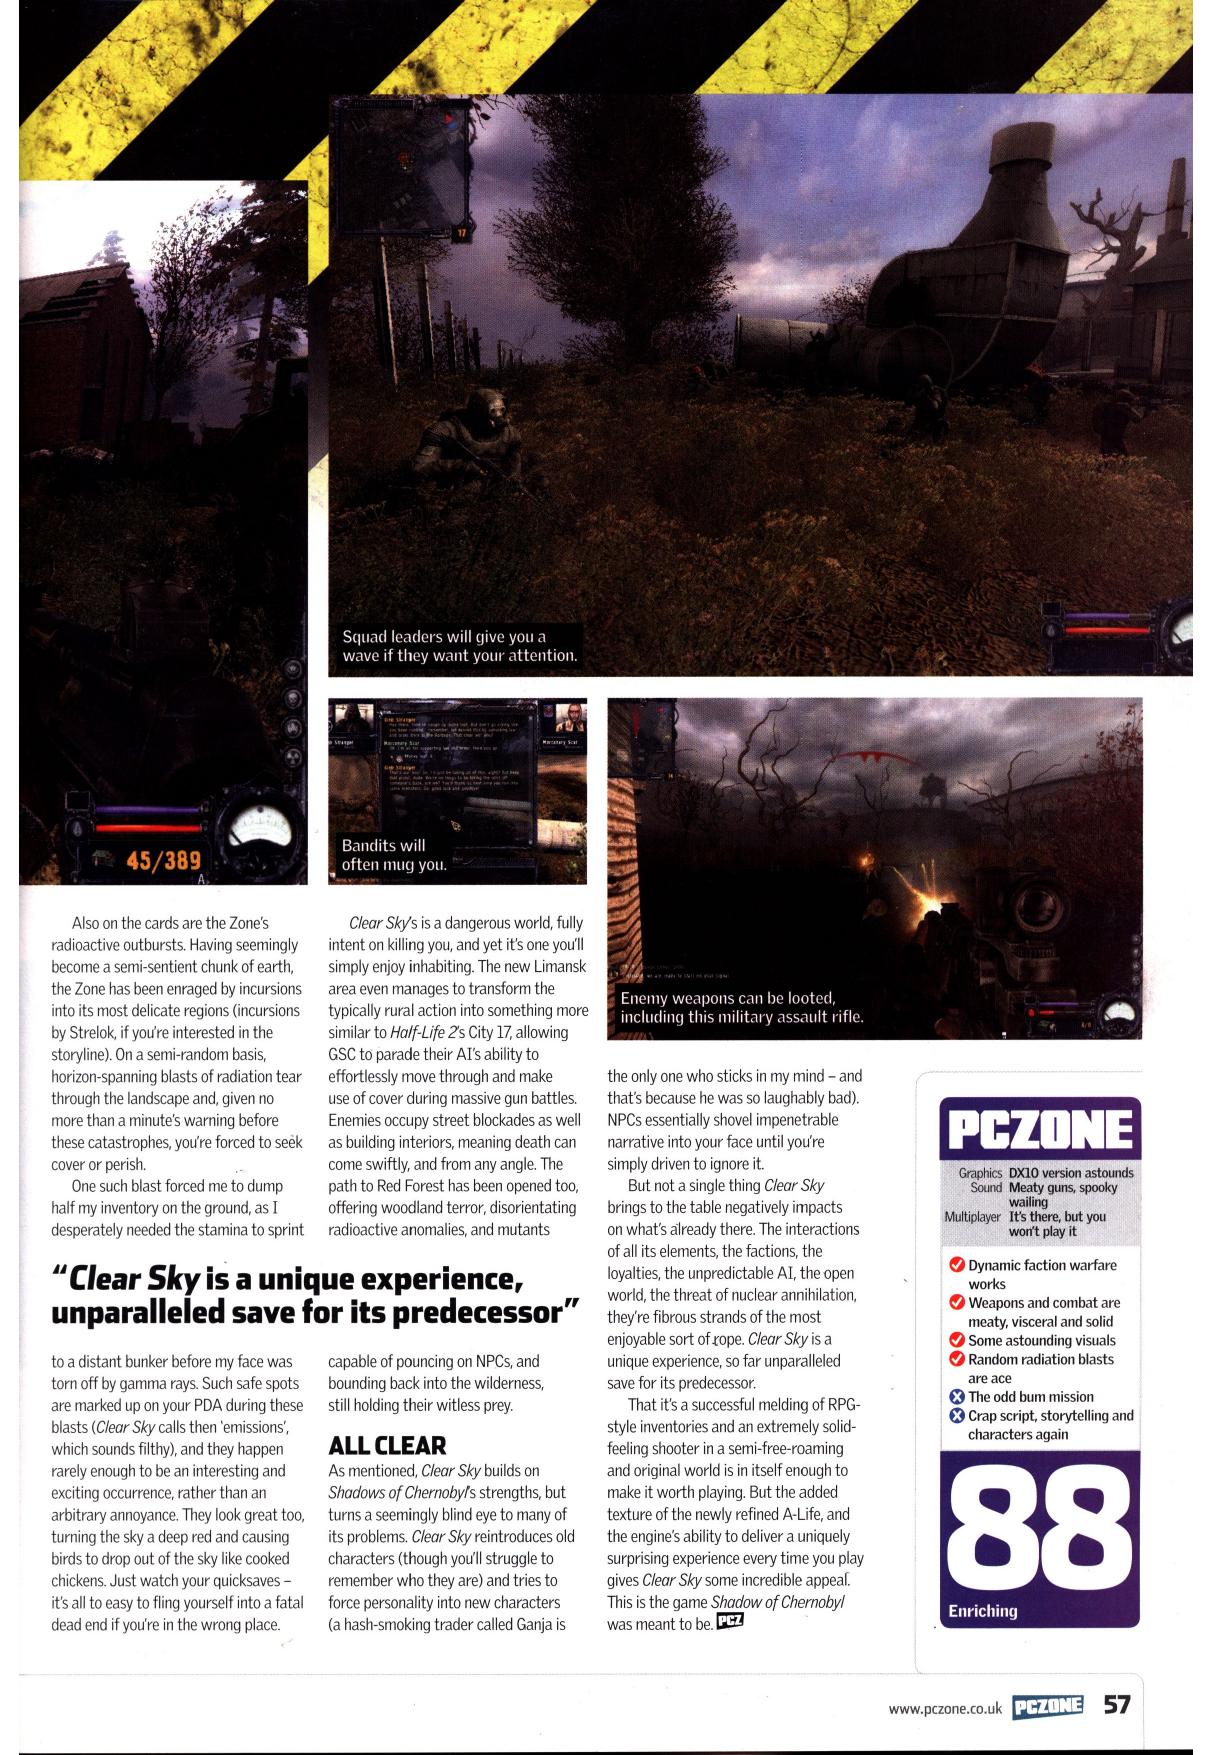 17
Squad leaders will give you a
wave if they want your attention.
45/389
A
Bandits will
often mug you.
Enemy weapons can be looted,
including this military assault rifle.
Also on the cards are the Zone's
radioactive outbursts. Having seemingly
become a semi-sentient chunk of earth,
the Zone has been enraged by incursions
into its most delicate regions (incursions
by Strelok, if you're interested in the
storyline). On a semi-random basis,
horizon-spanning blasts of radiation tear
through the landscape and, given no
more than a minute's warning before
these catastrophes, you're forced to seek
cover or perish.
One such blast forced me to dump
half my inventory on the ground, as I
desperately needed the stamina to sprint
"Clear Sky is a unique experience,
unparalleled save for its predecessor"
to a distant bunker before my face was
torn off by gamma rays. Such safe spots
are marked up on your PDA during these
blasts (Clear Sky calls then 'emissions',
which sounds filthy), and they happen
rarely enough to be an interesting and
exciting occurrence, rather than an
arbitrary annoyance. They look great too,
turning the sky a deep red and causing
birds to drop out of the sky like cooked
chickens. Just watch your quicksaves –
it's all to easy to fling yourself into a fatal
dead end if you're in the wrong place.
Clear Sky's is a dangerous world, fully
intent on killing you, and yet it's one you'll
simply enjoy inhabiting. The new Limansk
area even manages to transform the
typically rural action into something more
similar to Half-Life 2's City 17, allowing
GSC to parade their AI's ability to
effortlessly move through and make
use of cover during massive gun battles.
Enemies occupy street blockades as well
as building interiors, meaning death can
come swiftly, and from any angle. The
path to Red Forest has been opened too,
offering woodland terror, disorientating
radioactive anomalies, and mutants
capable of pouncing on NPCs, and
bounding back into the wilderness,
still holding their witless prey.
ALL CLEAR
As mentioned, Clear Sky builds on
Shadows of Chernobyl's strengths, but
turns a seemingly blind eye to many of
its problems. Clear Sky reintroduces old
characters (though you'll struggle to
remember who they are) and tries to
force personality into new characters
(a hash-smoking trader called Ganja is
the only one who sticks in my mind – and
that's because he was so laughably bad).
NPCs essentially shovel impenetrable
narrative into your face until you're
simply driven to ignore it.
But not a single thing Clear Sky
brings to the table negatively impacts
on what's already there. The interactions
of all its elements, the factions, the
loyalties, the unpredictable AI, the open
world, the threat of nuclear annihilation,
they're fibrous strands of the most
enjoyable sort of rope. Clear Sky is a
unique experience, so far unparalleled
save for its predecessor.
That it's a successful melding of RPG-
style inventories and an extremely solid-
feeling shooter in a semi-free-roaming
and original world is in itself enough to
make it worth playing. But the added
texture of the newly refined A-Life, and
the engine's ability to deliver a uniquely
surprising experience every time you play
gives Clear Sky some incredible appeal.
This is the game Shadow of Chernobyl
was meant to be. PCZ
PCZONE
Graphics DX10 version astounds
Sound Meaty guns, spooky
wailing
Multiplayer It's there, but you
won't play it
Dynamic faction warfare
works
Weapons and combat are
meaty, visceral and solid
Some astounding visuals
Random radiation blasts
are ace
The odd bum mission
Crap script, storytelling and
characters again
88
Enriching
www.pczone.co.uk PCZONE 57